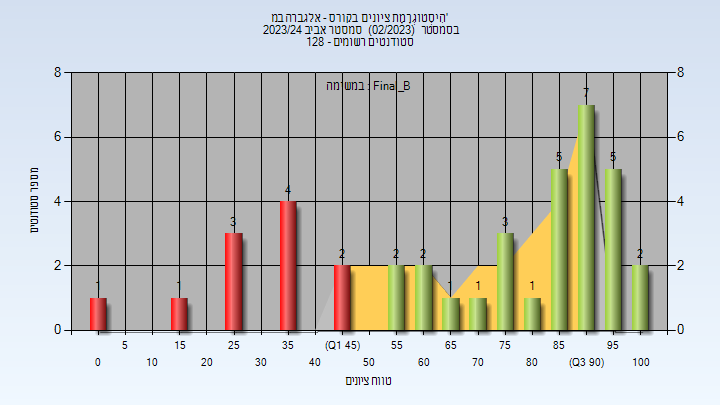 היסטוגרמת ציונים בקורס - אלגברה במ'
בסמסטר (02/2023) סמסטר אביב 2023/24
סטודנטים רשומים - 128
במשימה : Final_B
מספר סטודנטים
8 8
6 6
4 4
2 2
0 0
1 1 3 4 2 2 2 1 1 3 1 5 7 5 2
5 15 25 35 (Q1 45) 55 65 75 85 95
0 10 20 30 40 50 60 70 80 (Q3 90) 100
טווח ציונים